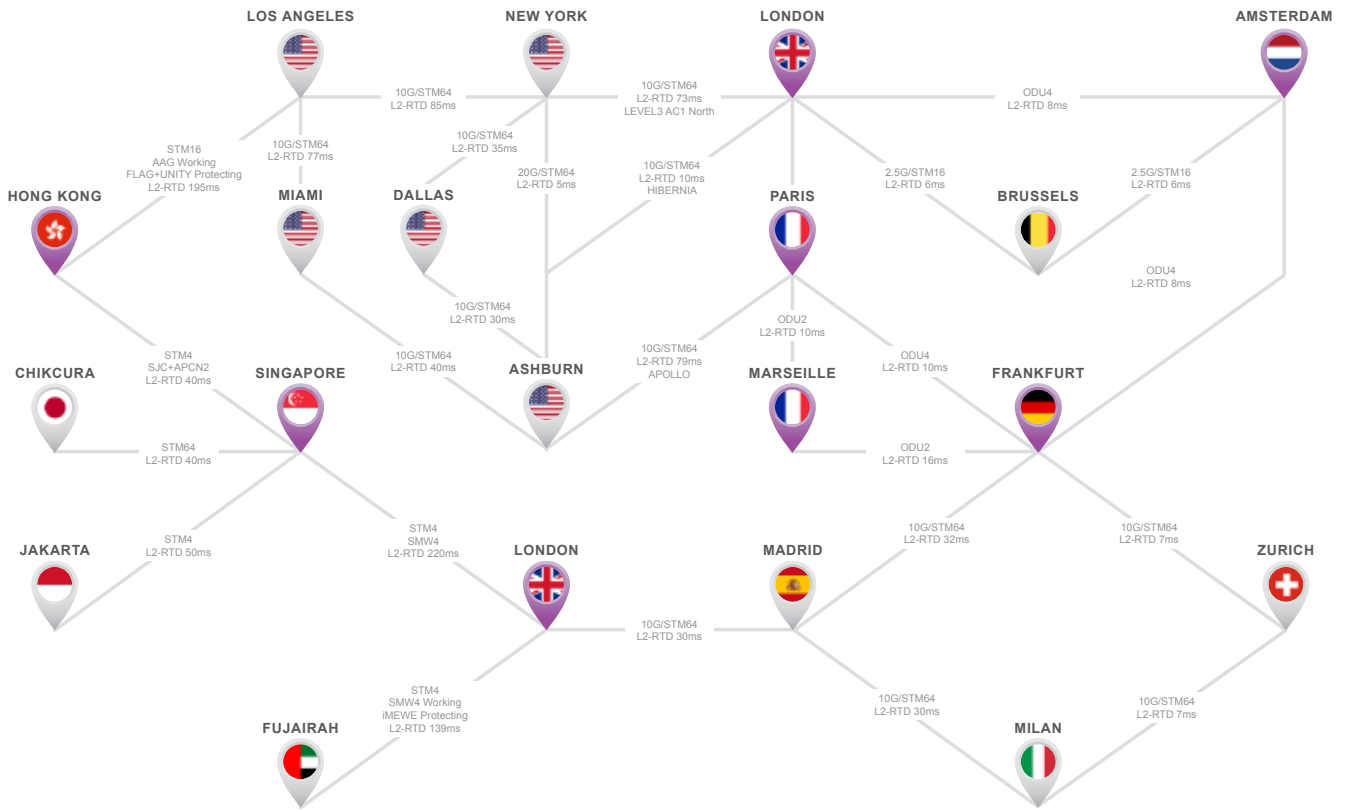 LOS ANGELES
NEW YORK
LONDON
AMSTERDAM
10G/STM64
L2-RTD 85ms
10G/STM64
L2-RTD 73ms
LEVEL3 AC1 North
ODU4
L2-RTD 8ms
STM16
AAG Working
FLAG+UNITY Protecting
L2-RTD 195ms
10G/STM64
L2-RTD 77ms
10G/STM64
L2-RTD 35ms
20G/STM64
L2-RTD 5ms
10G/STM64
L2-RTD 10ms
HIBERNIA
2.5G/STM16
L2-RTD 6ms
2.5G/STM16
L2-RTD 6ms
HONG KONG
MIAMI
DALLAS
PARIS
BRUSSELS
ODU4
L2-RTD 8ms
10G/STM64
L2-RTD 30ms
ODU2
L2-RTD 10ms
STM4
SJC+APCN2
L2-RTD 40ms
10G/STM64
L2-RTD 40ms
10G/STM64
L2-RTD 79ms
APOLLO
ODU4
L2-RTD 10ms
CHIKCURA
SINGAPORE
ASHBURN
MARSEILLE
FRANKFURT
STM64
L2-RTD 40ms
ODU2
L2-RTD 16ms
STM4
L2-RTD 50ms
STM4
SMW4
L2-RTD 220ms
10G/STM64
L2-RTD 32ms
10G/STM64
L2-RTD 7ms
JAKARTA
LONDON
MADRID
ZURICH
10G/STM64
L2-RTD 30ms
STM4
SMW4 Working
iMEWE Protecting
L2-RTD 139ms
10G/STM64
L2-RTD 30ms
10G/STM64
L2-RTD 7ms
FUJAIRAH
MILAN